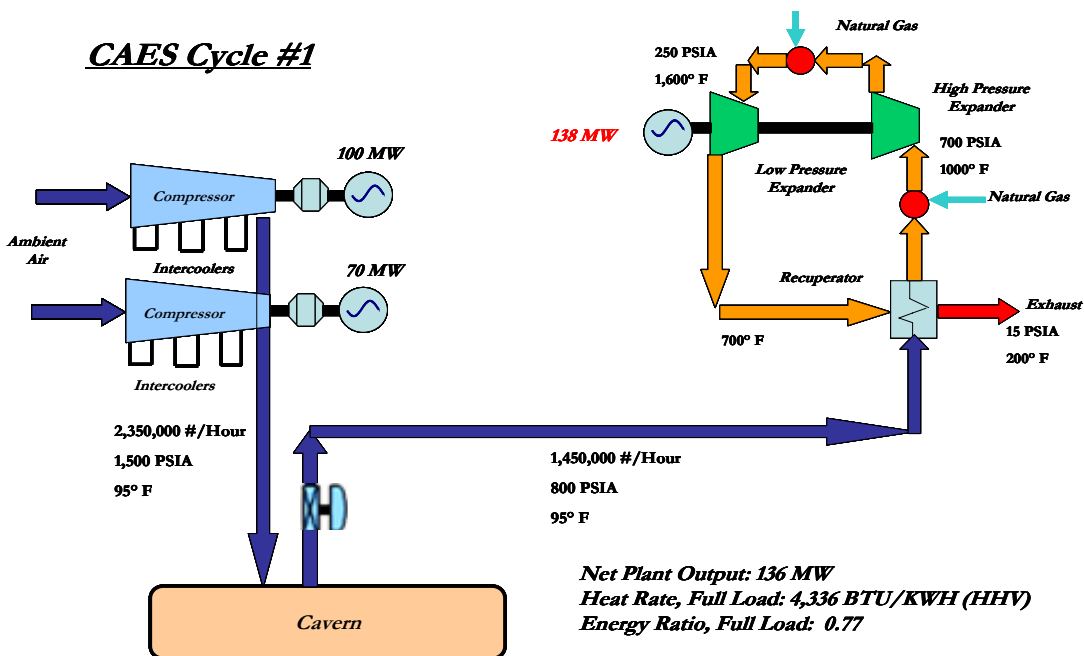 CAES Cycle #1
100 MW
Compressor
Ambient
Air
Intercoolers
70 MW
Compressor
Intercoolers
2,350,000 #/Hour
1,500 PSIA
95° F
Cavern
Natural Gas
250 PSIA
1,600° F
138 MW
High Pressure
Expander
700 PSIA
1000° F
Low Pressure
Expander
Natural Gas
Recuperator
700° F
Exhaust
15 PSIA
200° F
1,450,000 #/Hour
800 PSIA
95° F
Net Plant Output: 136 MW
Heat Rate, Full Load: 4,336 BTU/KWH (HHV)
Energy Ratio, Full Load: 0.77